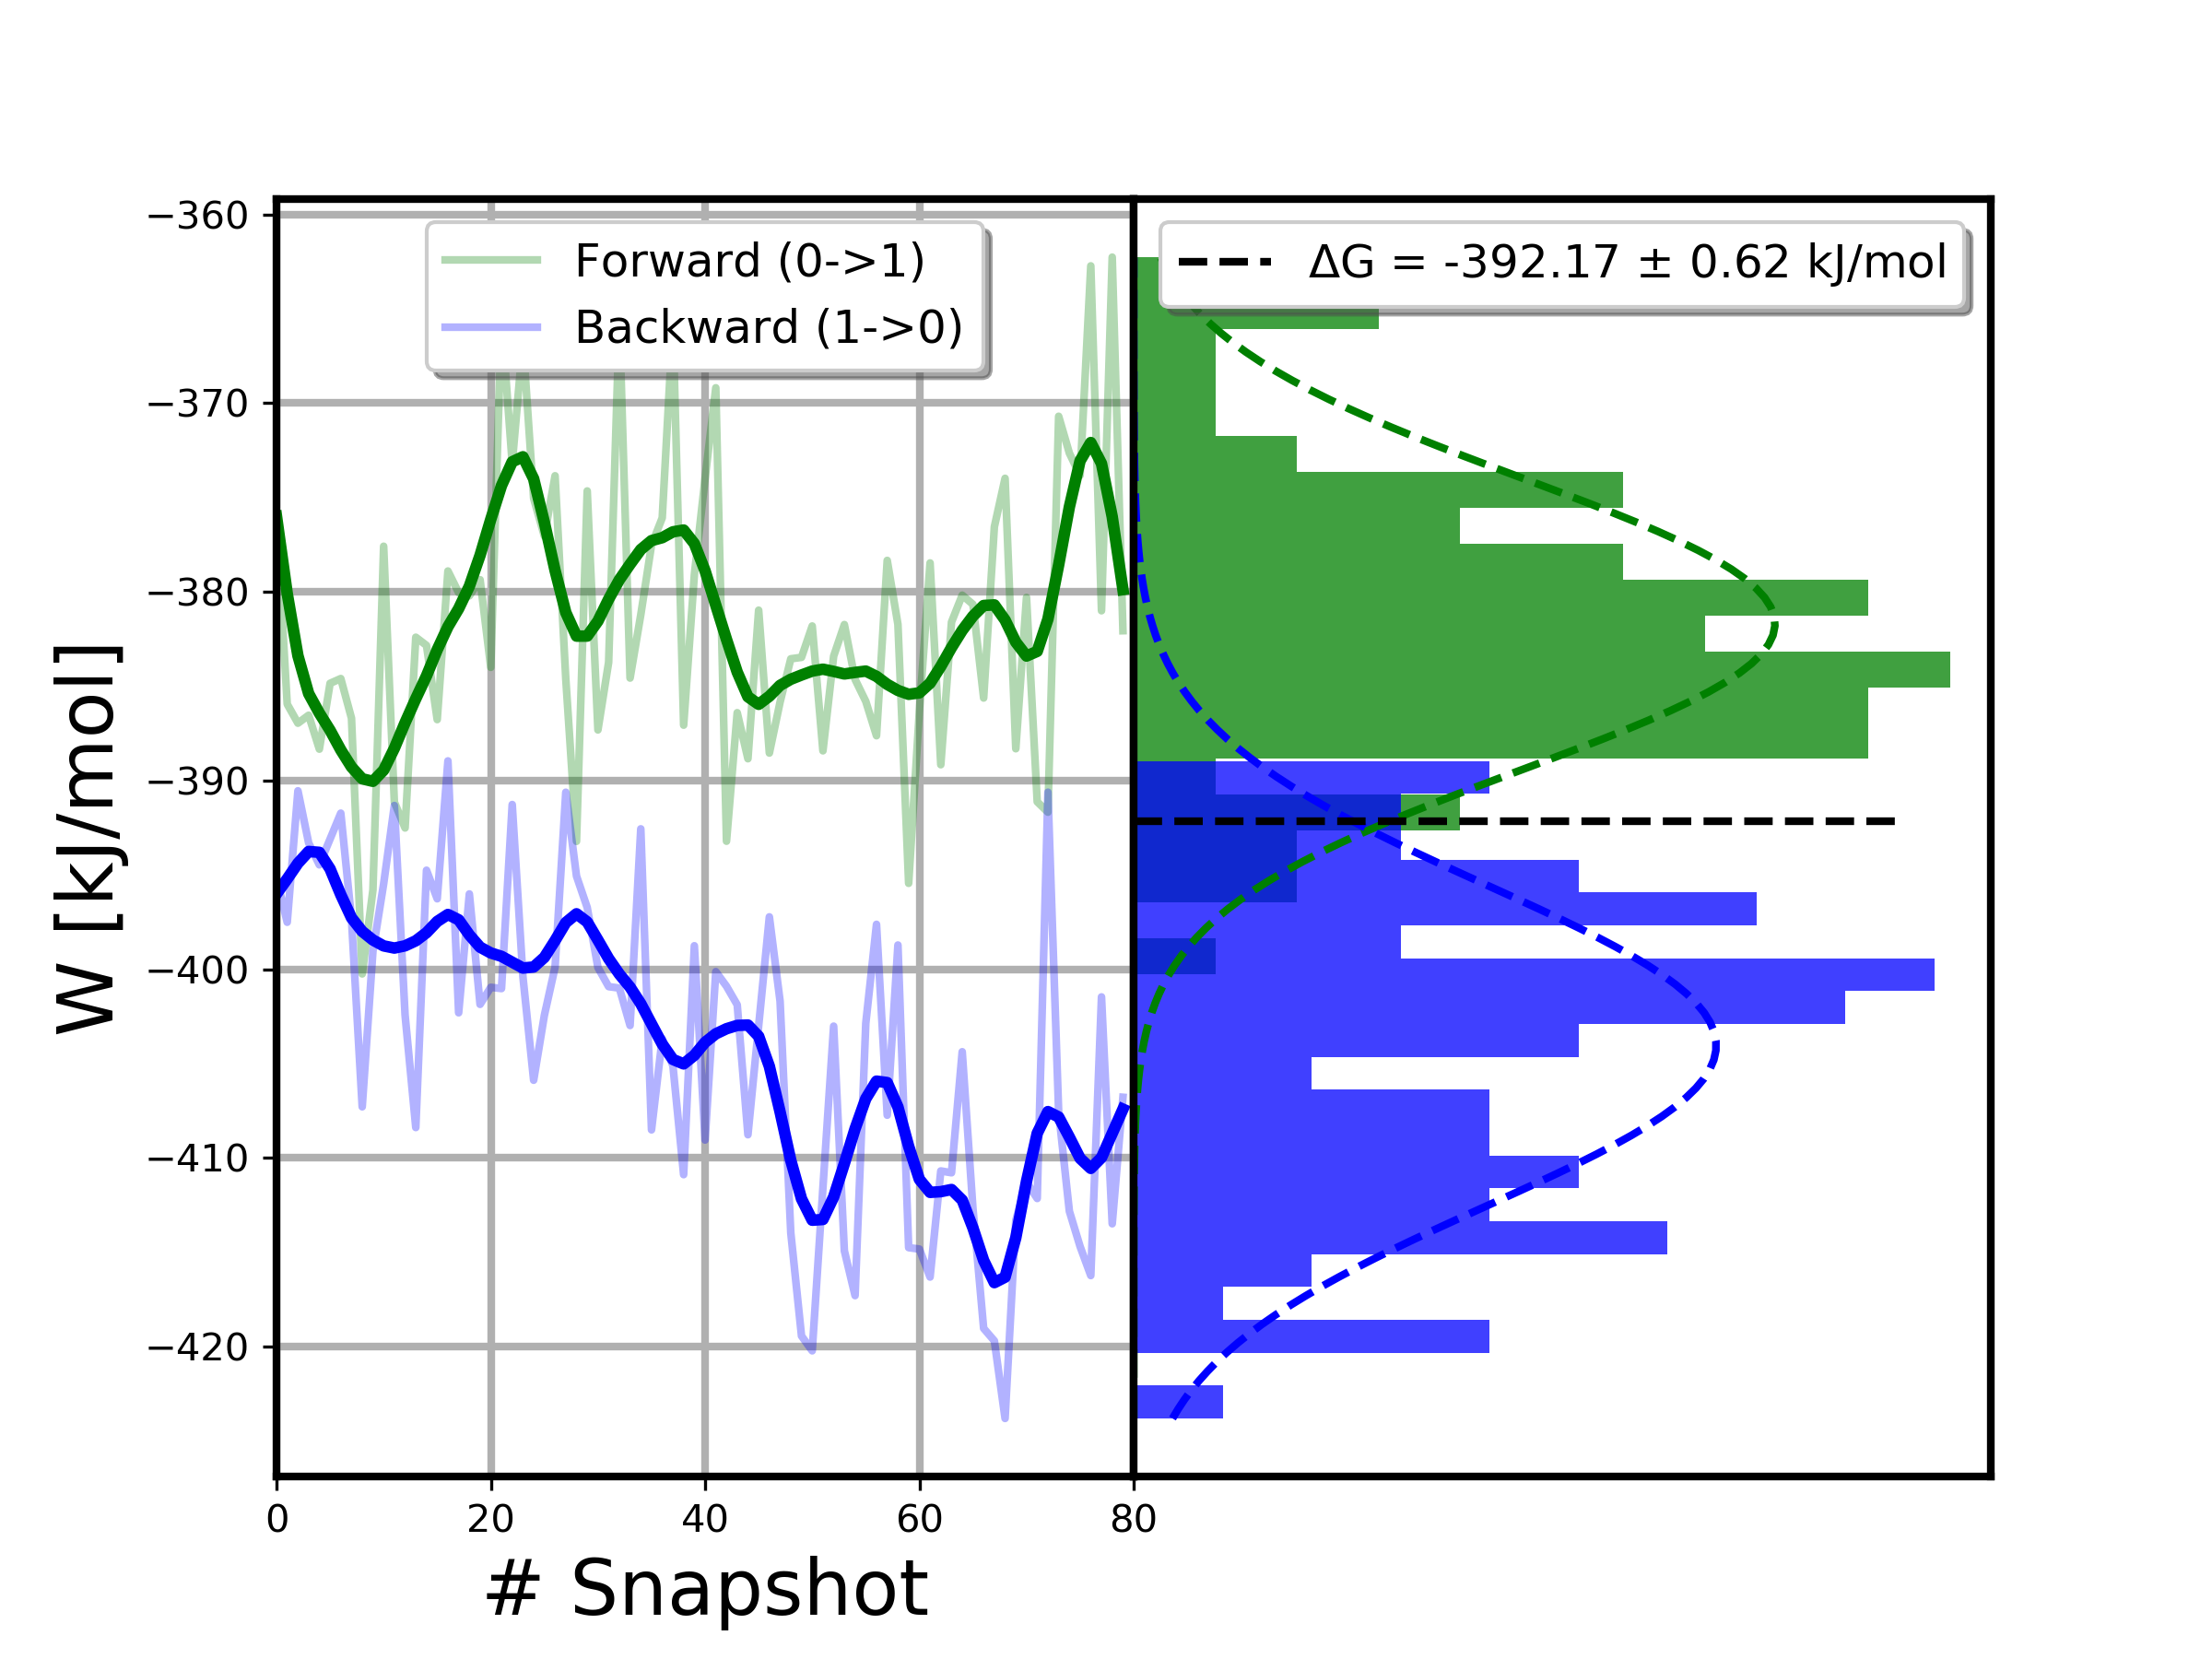 Forward (0->1)
Backward (1->0)
ΔG = -392.17 ± 0.62 kJ/mol
W [kJ/mol]
−360
−370
−380
−390
−400
−410
−420
0 20 40 60 80
# Snapshot